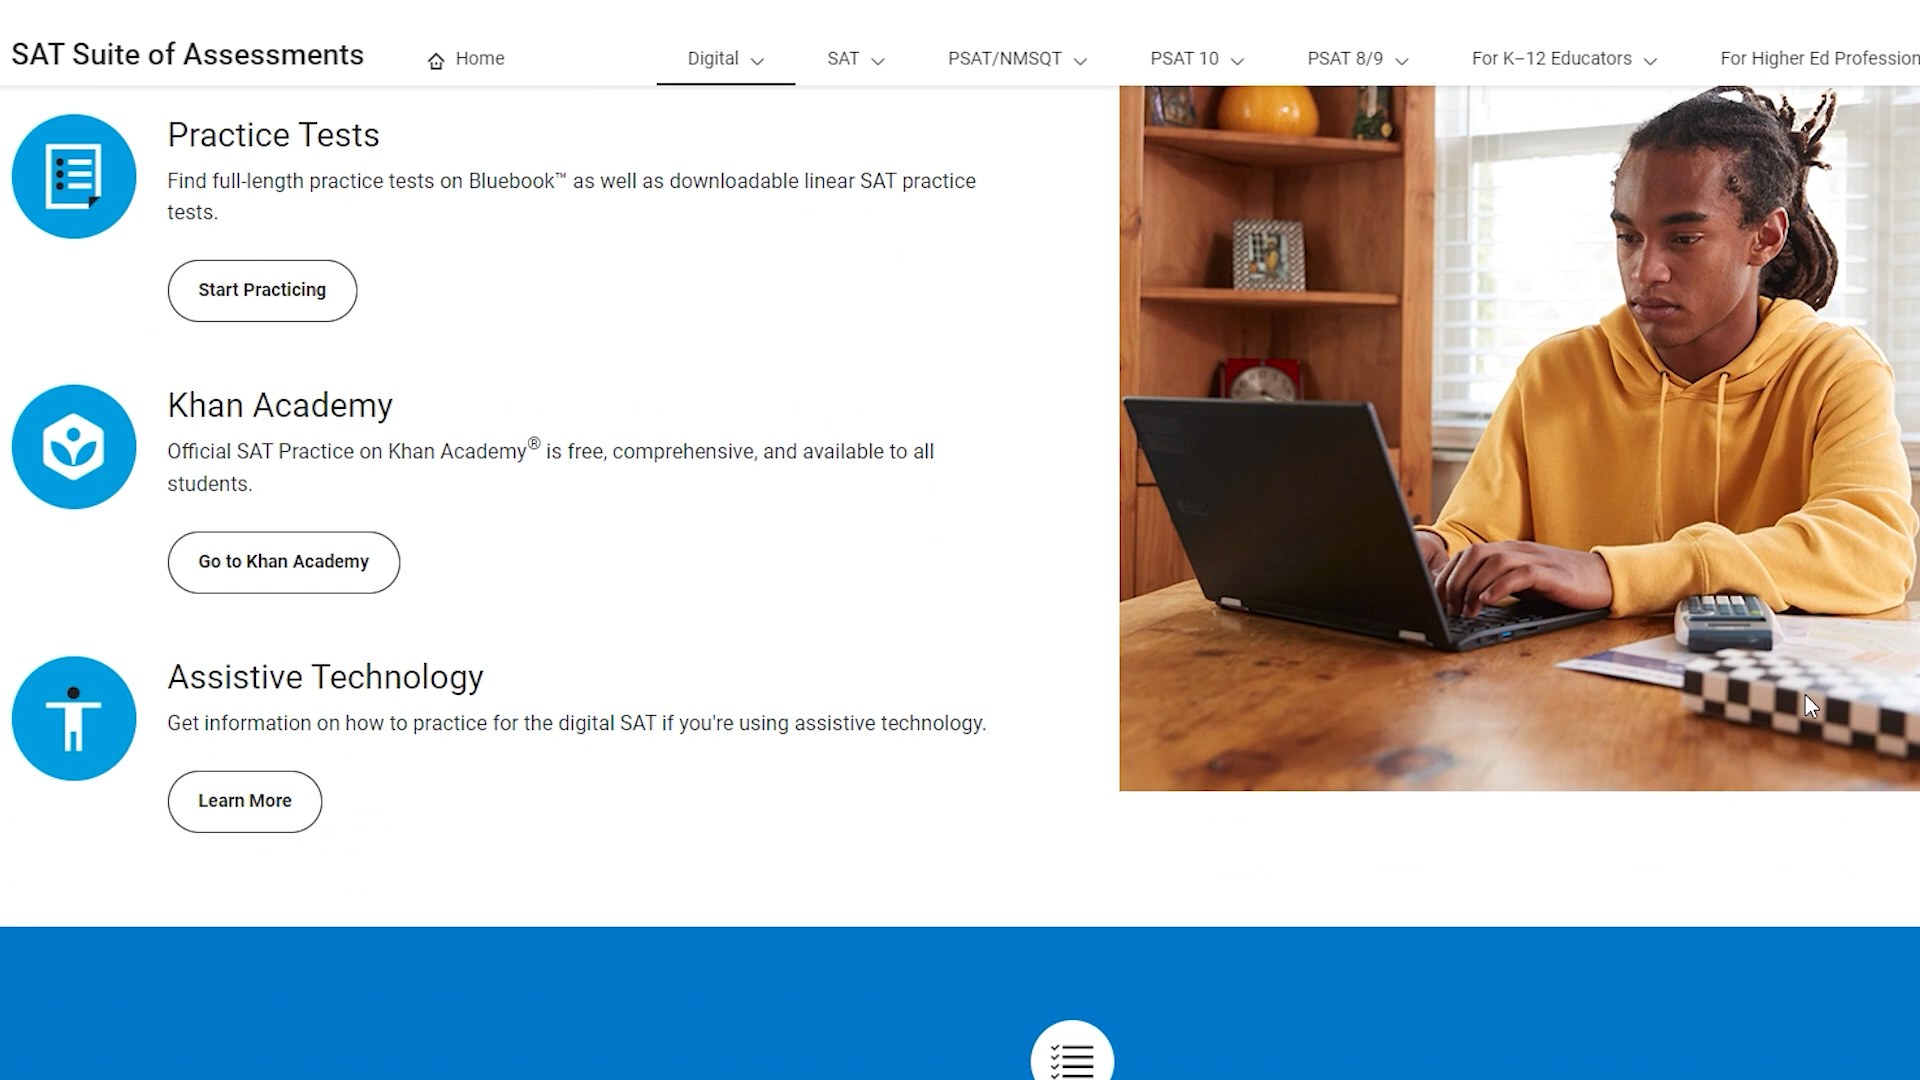 SAT Suite of Assessments
Home
Digital
SAT
PSAT/NMSQT
PSAT 10
PSAT 8/9
For K–12 Educators
For Higher Ed Profession
Practice Tests
Find full-length practice tests on Bluebook™ as well as downloadable linear SAT practice
tests.
Start Practicing
Khan Academy
Official SAT Practice on Khan Academy® is free, comprehensive, and available to all
students.
Go to Khan Academy
Assistive Technology
Get information on how to practice for the digital SAT if you're using assistive technology.
Learn More